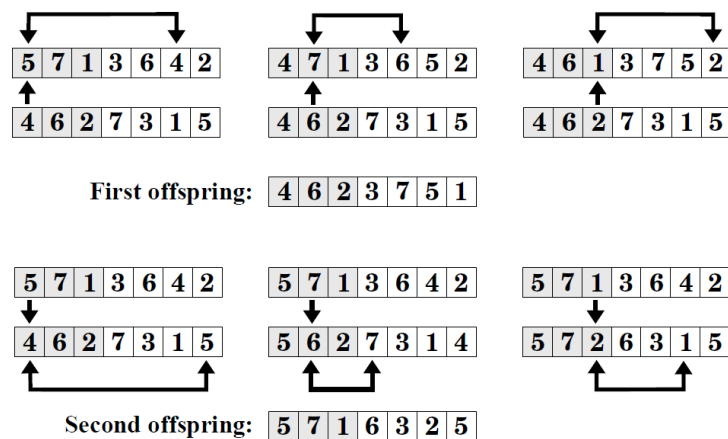 5 7 1 3 6 4 2 4 7 1 3 6 5 2 4 6 1 3 7 5 2
4 6 2 7 3 1 5 4 6 2 7 3 1 5 4 6 2 7 3 1 5
First offspring: 4 6 2 3 7 5 1
5 7 1 3 6 4 2 5 7 1 3 6 4 2 5 7 1 3 6 4 2
4 6 2 7 3 1 5 5 6 2 7 3 1 4 5 7 2 6 3 1 5
Second offspring: 5 7 1 6 3 2 5